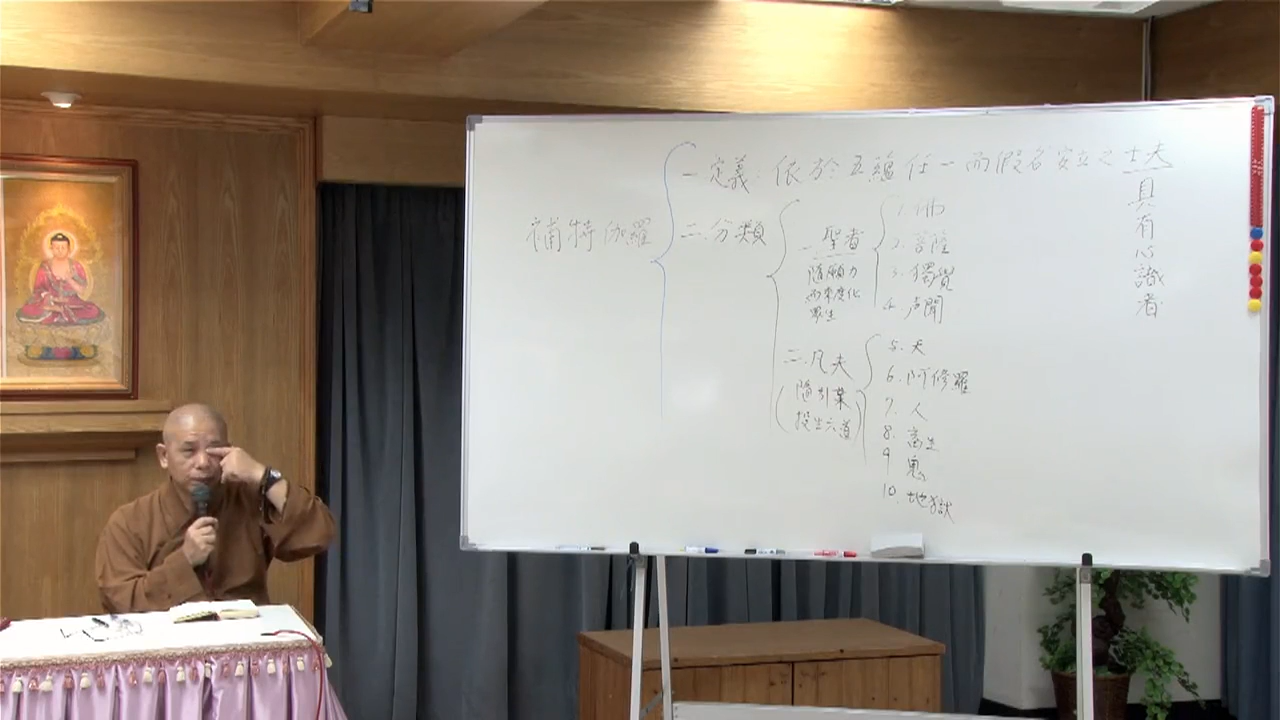 補特伽羅
一.定義:依於五蘊任一而假名安立之士夫
具有心識者
二.分類
一.聖者
隨願力
而來度化
眾生
1.佛
2.菩薩
3.獨覺
4.声聞
二.凡夫
(隨引業
投生六道)
5.天
6.阿修羅
7.人
8.畜生
9 鬼
10.地獄